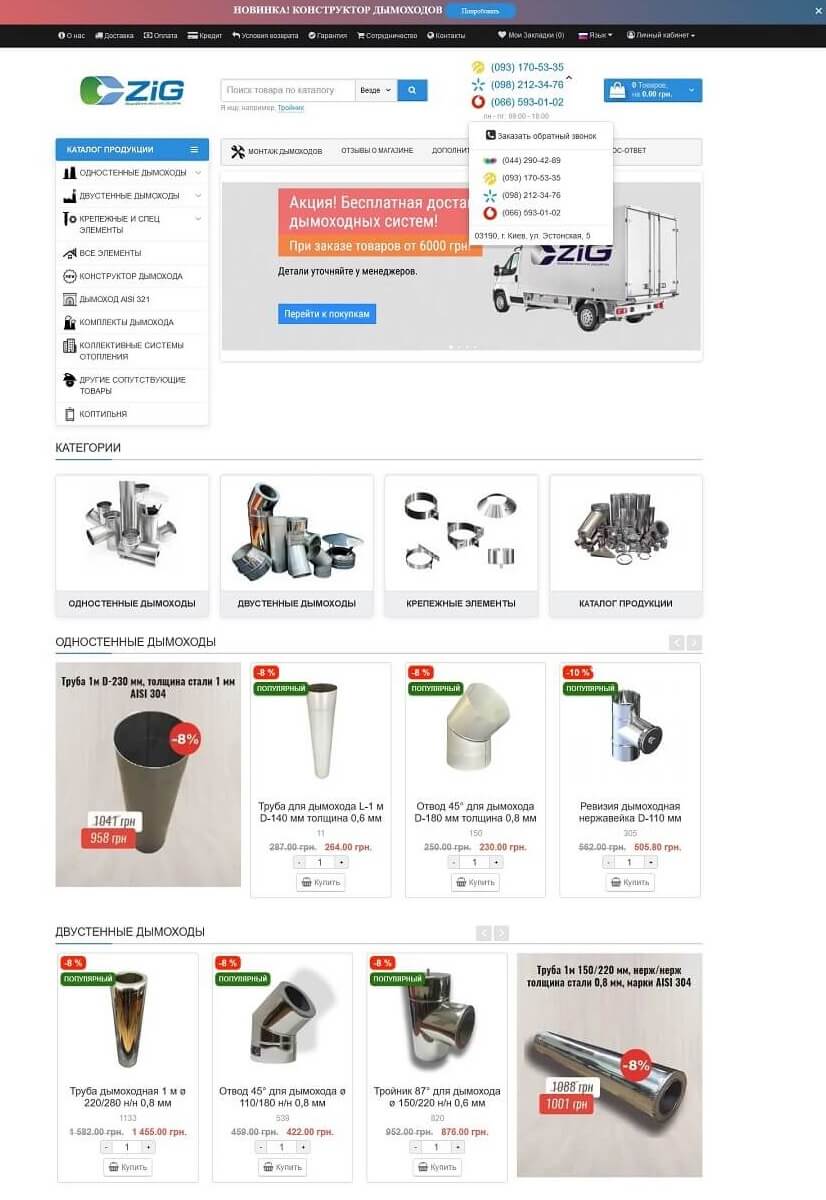 НОВИНКА! КОНСТРУКТОР ДЫМОХОДОВ Попробовать
О нас Доставка Оплата Кредит Условия возврата Гарантия Сотрудничество Контакты Мои Закладки (0) Язык Личный кабинет
ZiG
Поиск товара по каталогу Везде
Я ищу, например, Тройник
(093) 170-53-35
(098) 212-34-76
(066) 593-01-02
пн - пт: 09:00 - 18:00
0 Товаров,
на 0.00 грн.
Заказать обратный звонок
(044) 290-42-89
(093) 170-53-35
(098) 212-34-76
(066) 593-01-02
03190, г. Киев, ул. Эстонская, 5
КАТАЛОГ ПРОДУКЦИИ
ОДНОСТЕННЫЕ ДЫМОХОДЫ
ДВУСТЕННЫЕ ДЫМОХОДЫ
КРЕПЕЖНЫЕ И СПЕЦ
ЭЛЕМЕНТЫ
ВСЕ ЭЛЕМЕНТЫ
КОНСТРУКТОР ДЫМОХОДА
ДЫМОХОД AISI 321
КОМПЛЕКТЫ ДЫМОХОДА
КОЛЛЕКТИВНЫЕ СИСТЕМЫ
ОТОПЛЕНИЯ
ДРУГИЕ СОПУТСТВУЮЩИЕ
ТОВАРЫ
КОПТИЛЬНЯ
МОНТАЖ ДЫМОХОДОВ ОТЗЫВЫ О МАГАЗИНЕ ДОПОЛНИТ ОС-ОТВЕТ
Акция! Бесплатная доста
дымоходных систем!
При заказе товаров от 6000 грн.
Детали уточняйте у менеджеров.
Перейти к покупкам
ZiG
КАТЕГОРИИ
ОДНОСТЕННЫЕ ДЫМОХОДЫ ДВУСТЕННЫЕ ДЫМОХОДЫ КРЕПЕЖНЫЕ ЭЛЕМЕНТЫ КАТАЛОГ ПРОДУКЦИИ
ОДНОСТЕННЫЕ ДЫМОХОДЫ
Труба 1м D-230 мм, толщина стали 1 мм
AISI 304
-8%
1041 грн
958 грн
-8 %
ПОПУЛЯРНЫЙ
Труба для дымохода L-1 м
D-140 мм толщина 0,6 мм
11
287.00 грн. 264.00 грн.
- 1 +
Купить
-8 %
ПОПУЛЯРНЫЙ
Отвод 45° для дымохода
D-180 мм толщина 0,8 мм
150
250.00 грн. 230.00 грн.
- 1 +
Купить
-10 %
ПОПУЛЯРНЫЙ
Ревизия дымоходная
нержавейка D-110 мм
305
562.00 грн. 505.80 грн.
- 1 +
Купить
ДВУСТЕННЫЕ ДЫМОХОДЫ
-8 %
ПОПУЛЯРНЫЙ
Труба дымоходная 1 м ø
220/280 н/н 0,8 мм
1133
1 582.00 грн. 1 455.00 грн.
- 1 +
Купить
-8 %
ПОПУЛЯРНЫЙ
Отвод 45° для дымохода ø
110/180 н/н 0,8 мм
539
459.00 грн. 422.00 грн.
- 1 +
Купить
-8 %
ПОПУЛЯРНЫЙ
Тройник 87° для дымохода
ø 150/220 н/н 0,6 мм
820
952.00 грн. 876.00 грн.
- 1 +
Купить
Труба 1м 150/220 мм, нерж/нерж
толщина стали 0,8 мм, марки AISI 304
-8%
1088 грн
1001 грн